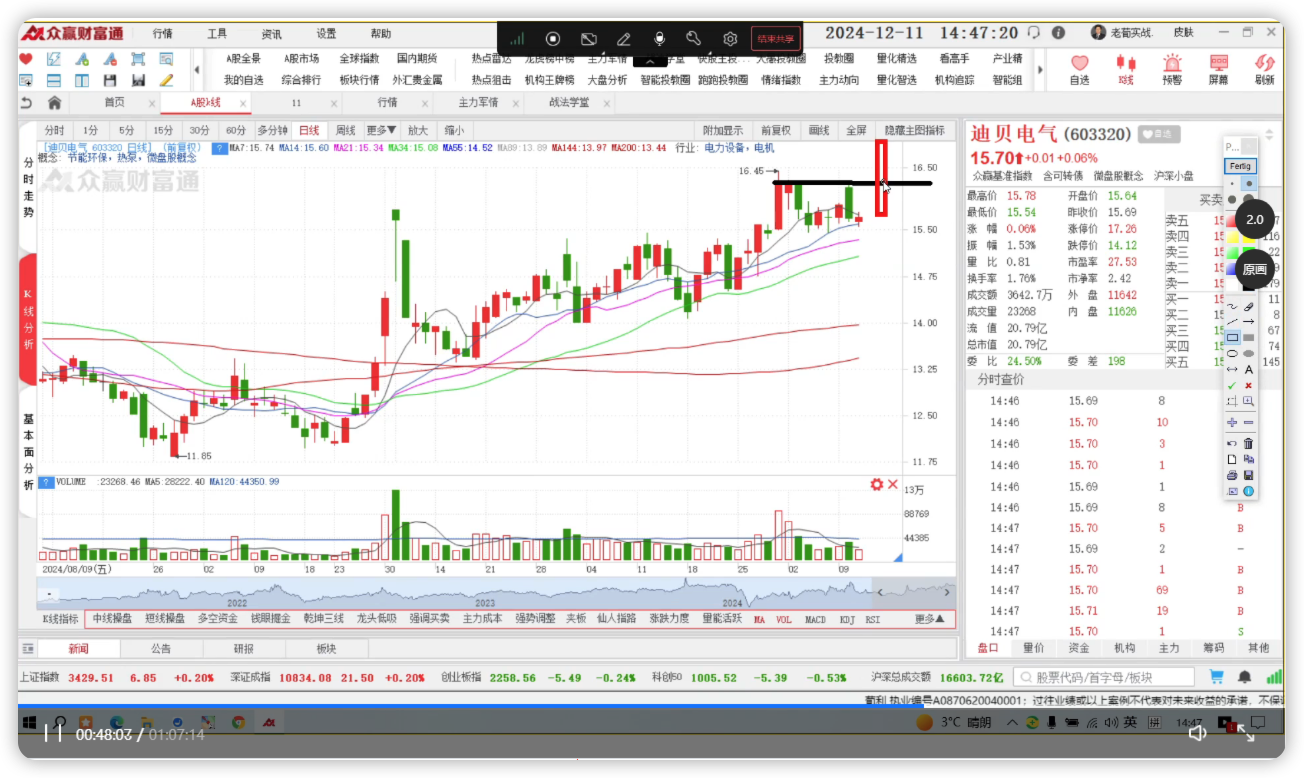 众赢财富通 行情 工具 资讯 设置 帮助 结束共享 2024-12-11 14:47:20 老荀实战. 皮肤
A股全景 A股市场 全球指数 国内期货 热点雷达 投教圈 量化精选 看高手 产业精
我的自选 综合排行 板块行情 外汇贵金属 热点狙击 机构王牌榜 大盘分析 智能投教圈 跑跑投教圈 情绪指数 主力动向 量化智选 机构追踪 智能组
自选 K线 预警 屏幕 刷新
首页 A股K线 11 行情 主力军情 战法学堂
分时 1分 5分 15分 30分 60分 多分钟 日线 周线 更多▼ 放大 缩小 附加显示 前复权 画线 全屏 隐藏主图指标
[迪贝电气 603320 日线] (前复权) ? MA7:15.74 MA14:15.60 MA21:15.34 MA34:15.08 MA55:14.52 MA89:13.89 MA144:13.97 MA200:13.44 行业: 电力设备, 电机
概念: 节能环保, 热泵, 微盘股概念
众赢财富通
分时走势
K线分析
基本面分析
16.45
11.85
16.50
15.50
14.75
14.00
13.25
12.50
11.75
? VOLUME :23268.46 MA5:28222.40 MA120:44350.99
13万
88769
44385
2024/08/09(五) 26 02 09 18 23 30 14 21 28 04 11 18 25 02 09
2022 2023 2024
K线指标 中线操盘 短线操盘 多空资金 钱眼掘金 乾坤三线 龙头低吸 强调买卖 主力成本 强势调整 夹板 仙人指路 涨跌力度 量能活跃 MA VOL MACD KDJ RSI 更多▲
新闻 公告 研报 板块
迪贝电气 (603320) 自选
15.70 +0.01 +0.06%
众赢基准指数 含可转债 微盘股概念 沪深小盘
最高价 15.78 开盘价 15.64
最低价 15.54 昨收价 15.69
涨 幅 0.06% 涨停价 17.26
振 幅 1.53% 跌停价 14.12
量 比 0.81 市盈率 27.53
换手率 1.76% 市净率 2.42
成交额 3642.7万 外 盘 11642
成交量 23268 内 盘 11626
流 值 20.79亿
总市值 20.79亿
委 比 24.50% 委 差 198
买卖
卖五
卖四
卖三
卖二
卖一
买一 11
买二 8
买三 67
买四 74
买五 145
P...
Fertig
2.0
原画
分时查价
14:46 15.69 8
14:46 15.70 10
14:46 15.70 3
14:46 15.70 1
14:46 15.69 1
14:46 15.69 8 B
14:47 15.70 5 B
14:47 15.69 2 -
14:47 15.70 1 B
14:47 15.70 69 B
14:47 15.71 19 B
14:47 15.70 1 S
盘口 量价 资金 机构 主力 筹码 其他
上证指数 3429.51 6.85 +0.20% 深证成指 10834.08 21.50 +0.20% 创业板指 2258.56 -5.49 -0.24% 科创50 1005.52 -5.39 -0.53% 沪深总成交额 16603.72亿 股票代码/首字母/板块
执业编号A0870620040001; 过往业绩或以上案例不代表对未来收益的承诺, 不保
3°C 晴朗 英 拼 14:47
00:48:03 / 01:07:14